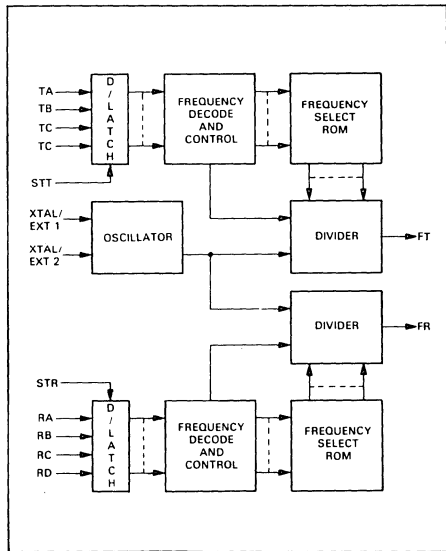 TA
TB
TC
TC
STT
D/LATCH
FREQUENCY
DECODE
AND
CONTROL
FREQUENCY
SELECT
ROM
XTAL/
EXT 1
XTAL/
EXT 2
OSCILLATOR
DIVIDER
FT
DIVIDER
FR
STR
RA
RB
RC
RD
D/LATCH
FREQUENCY
DECODE
AND
CONTROL
FREQUENCY
SELECT
ROM